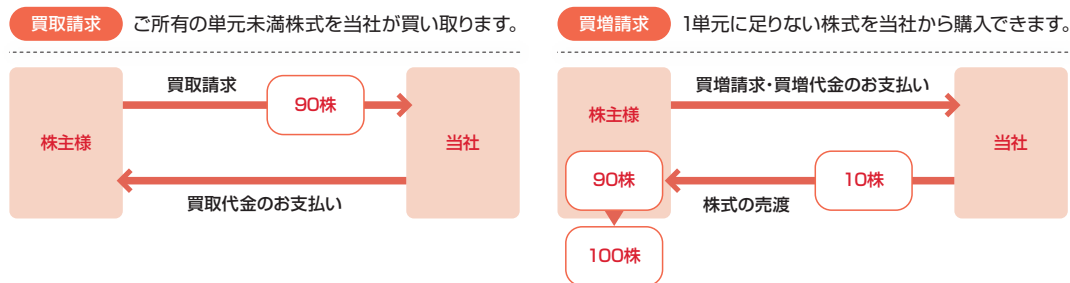 買取請求 ご所有の単元未満株式を当社が買い取ります。
買取請求
90株
株主様
当社
買取代金のお支払い
買増請求 1単元に足りない株式を当社から購入できます。
買増請求・買増代金のお支払い
株主様
当社
90株
10株
株式の売渡
100株